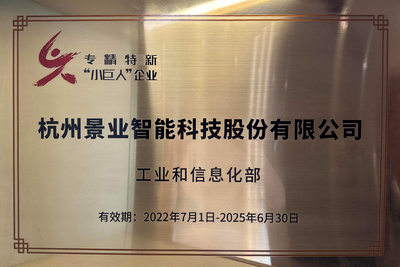 专精特新
“小巨人”企业
杭州景业智能科技股份有限公司
工业和信息化部
有效期：2022年7月1日-2025年6月30日